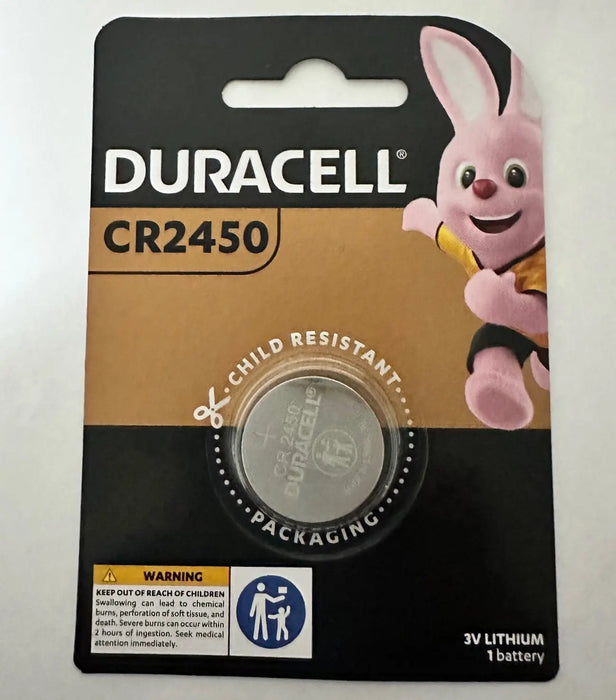 DURACELL®
CR2450
CHILD RESISTANT
+
CR 2450
DURACELL®
PACKAGING
WARNING
KEEP OUT OF REACH OF CHILDREN
Swallowing can lead to chemical
burns, perforation of soft tissue, and
death. Severe burns can occur within
2 hours of ingestion. Seek medical
attention immediately.
3V LITHIUM
1 battery